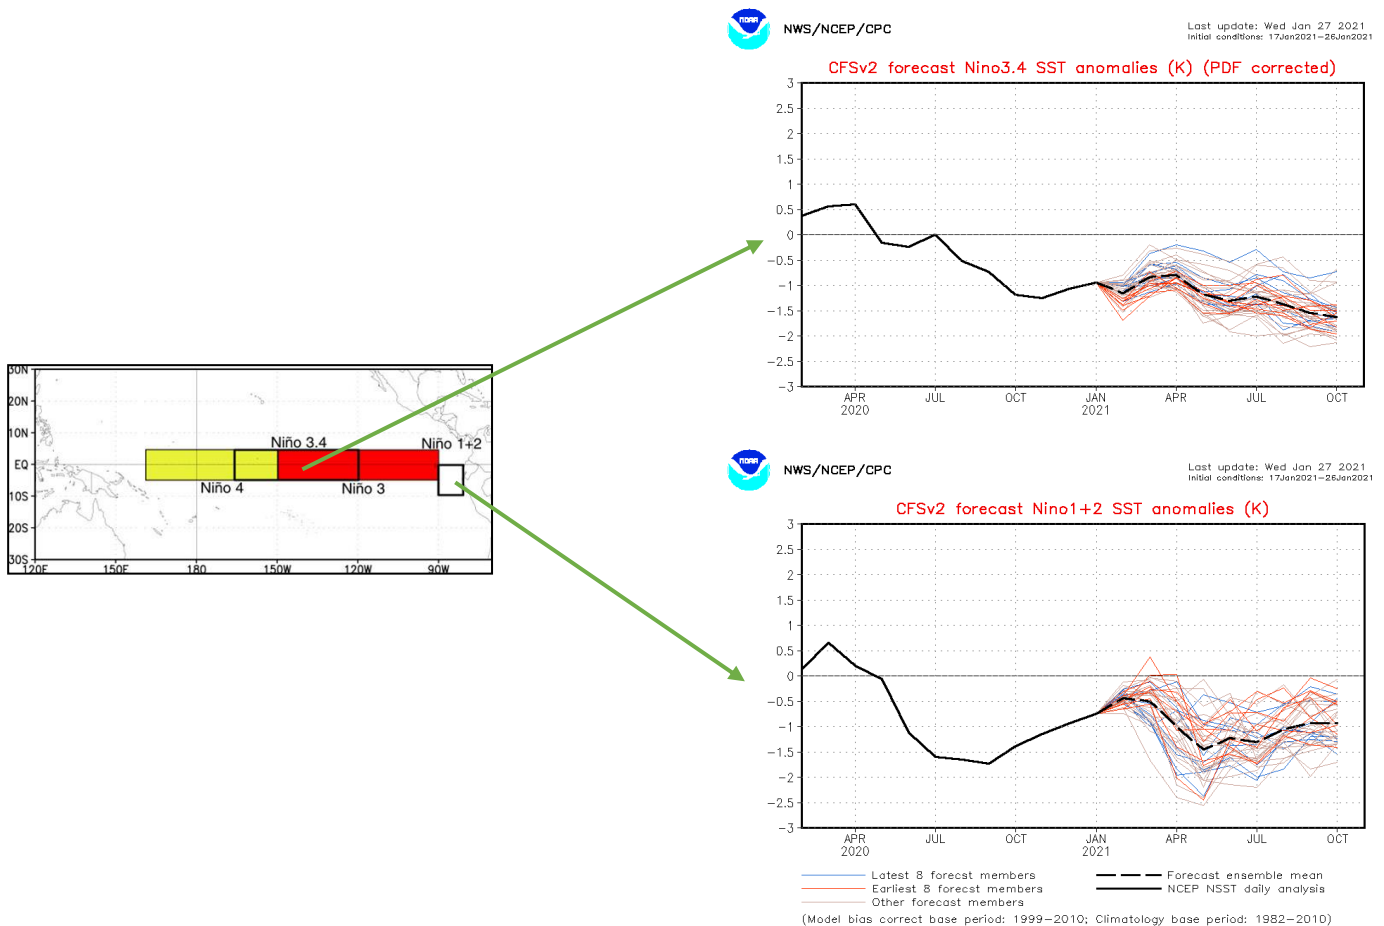 NOAA
NWS/NCEP/CPC
Last update: Wed Jan 27 2021
Initial conditions: 17Jan2021–26Jan2021
CFSv2 forecast Nino3.4 SST anomalies (K) (PDF corrected)
3
2.5
2
1.5
1
0.5
0
−0.5
−1
−1.5
−2
−2.5
−3
APR
2020
JUL
OCT
JAN
2021
APR
JUL
OCT
30N
20N
10N
EQ
10S
20S
30S
120E
150E
180
150W
120W
90W
Niño 3.4
Niño 1+2
Niño 4
Niño 3
NOAA
NWS/NCEP/CPC
Last update: Wed Jan 27 2021
Initial conditions: 17Jan2021–26Jan2021
CFSv2 forecast Nino1+2 SST anomalies (K)
3
2.5
2
1.5
1
0.5
0
−0.5
−1
−1.5
−2
−2.5
−3
APR
2020
JUL
OCT
JAN
2021
APR
JUL
OCT
Latest 8 forecst members
Earliest 8 forecst members
Other forecast members
Forecast ensemble mean
NCEP NSST daily analysis
(Model bias correct base period: 1999–2010; Climatology base period: 1982–2010)